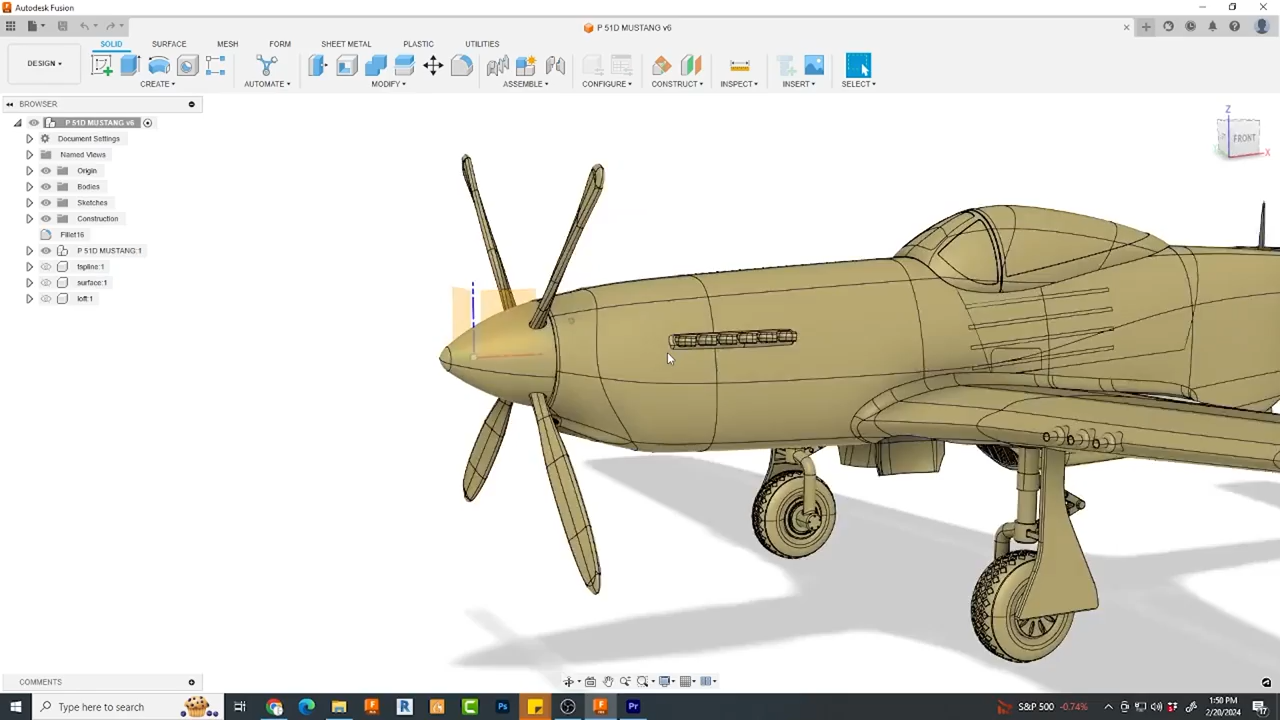 Autodesk Fusion
P 51D MUSTANG v6
DESIGN
SOLID SURFACE MESH FORM SHEET METAL PLASTIC UTILITIES
CREATE AUTOMATE MODIFY ASSEMBLE CONFIGURE CONSTRUCT INSPECT INSERT SELECT
BROWSER
P 51D MUSTANG v6
Document Settings
Named Views
Origin
Bodies
Sketches
Construction
Fillet16
P 51D MUSTANG:1
tspline:1
surface:1
loft:1
Z
FRONT
X
COMMENTS
Type here to search
S&P 500 -0.74%
1:50 PM
2/20/2024
17